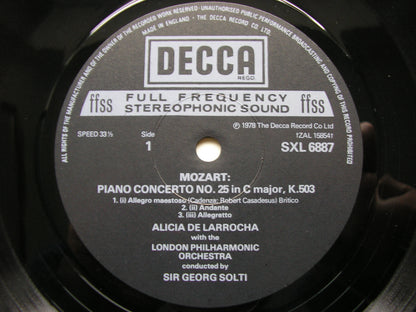 ALL RIGHTS OF THE MANUFACTURER AND OF THE OWNER OF THE RECORDED WORK RESERVED · UNAUTHORISED PUBLIC PERFORMANCE BROADCASTING AND COPYING OF THIS RECORD PROHIBITED
MADE IN ENGLAND · THE DECCA RECORD CO. LTD.
DECCA
REGD.
ffss FULL FREQUENCY STEREOPHONIC SOUND ffss
℗ 1978 The Decca Record Co Ltd
SPEED 33⅓ Side 1ZAL 15854
1 SXL 6887
MOZART:
PIANO CONCERTO NO. 25 in C major, K.503
1. (i) Allegro maestoso (Cadenza: Robert Casadesus) Britico
2. (ii) Andante
3. (iii) Allegretto
ALICIA DE LARROCHA
with the
LONDON PHILHARMONIC
ORCHESTRA
conducted by
SIR GEORG SOLTI